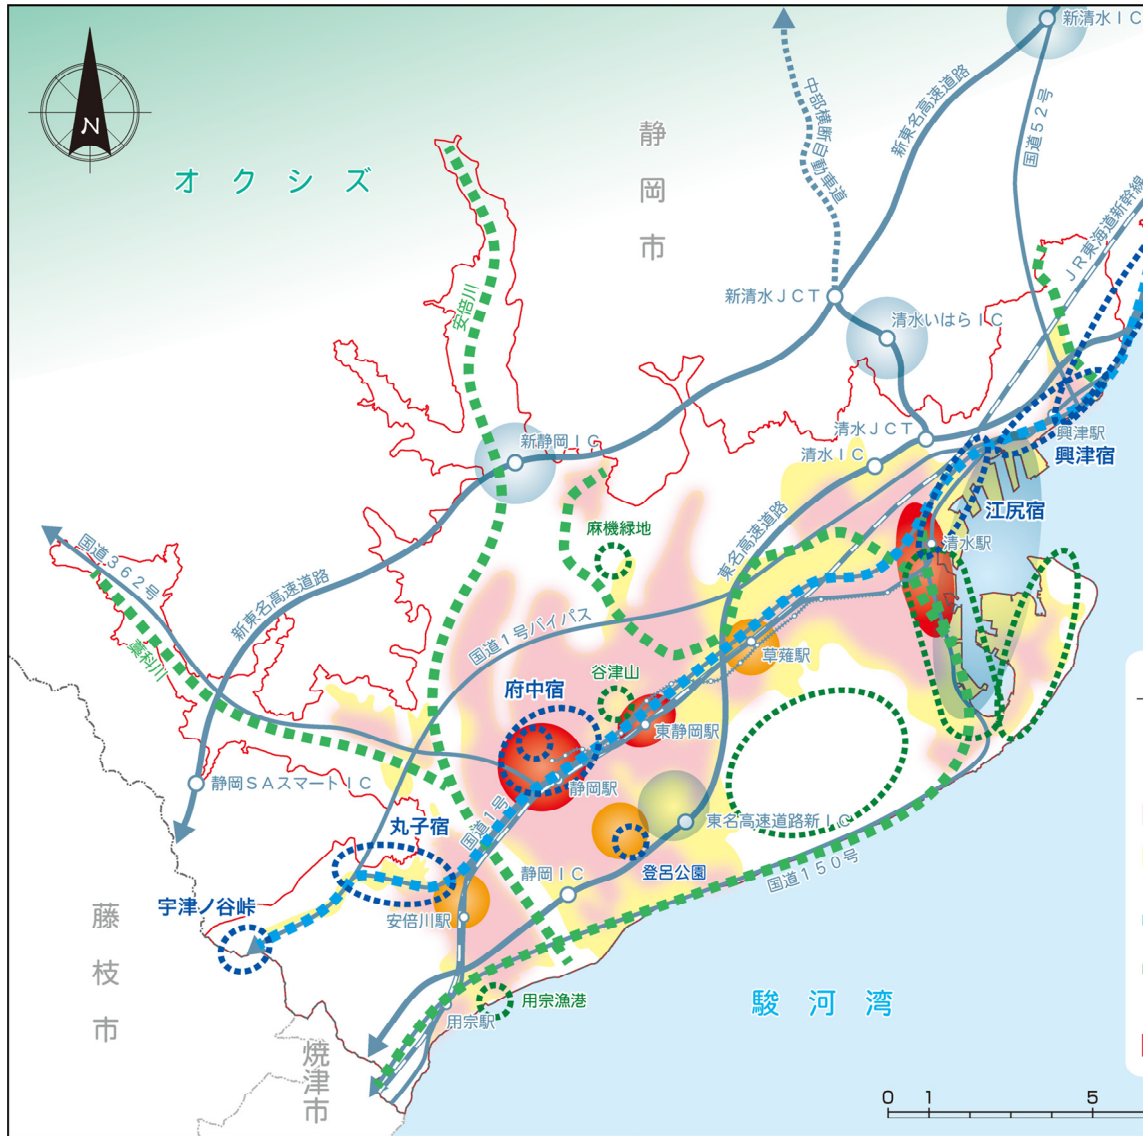 新清水ＩＣ
新東名高速道路
国道５２号
中部横断自動車道
静岡市
オクシズ
ＪＲ東海道新幹線
N
安倍川
新清水ＪＣＴ
清水いはらＩＣ
清水ＪＣＴ
興津駅
興津宿
清水ＩＣ
新静岡ＩＣ
江尻宿
東名高速道路
麻機緑地
清水駅
国道３６２号
新東名高速道路
国道１号バイパス
草薙駅
藁科川
谷津山
府中宿
東静岡駅
静岡駅
静岡ＳＡスマートＩＣ
国道１号
東名高速道路新ＩＣ
丸子宿
登呂公園
国道１５０号
静岡ＩＣ
宇津ノ谷峠
安倍川駅
藤枝市
用宗漁港
駿河湾
用宗駅
焼津市
0 1 5